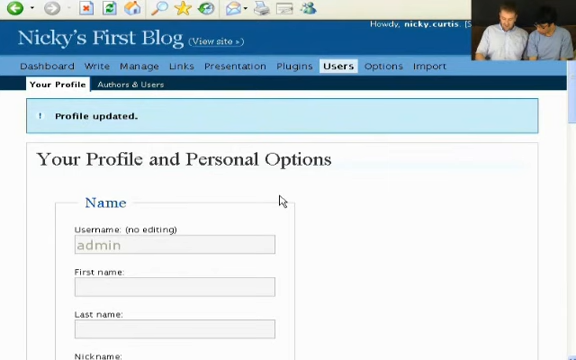 Howdy, nicky.curtis. [S
Nicky's First Blog (View site »)
Dashboard Write Manage Links Presentation Plugins Users Options Import
Your Profile Authors & Users
! Profile updated.
Your Profile and Personal Options
Name
Username: (no editing)
admin
First name:
Last name:
Nickname: